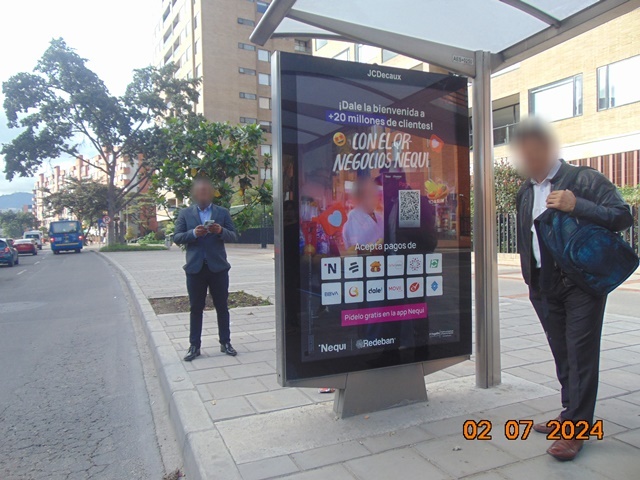 JCDecaux
¡Dale la bienvenida a
+20 millones de clientes!
CON EL QR
NEGOCIOS NEQUI
Acepta pagos de
N
BBVA
dale!
MOVii
Pídelo gratis en la app Nequi
Nequi
Redeban
02 07 2024